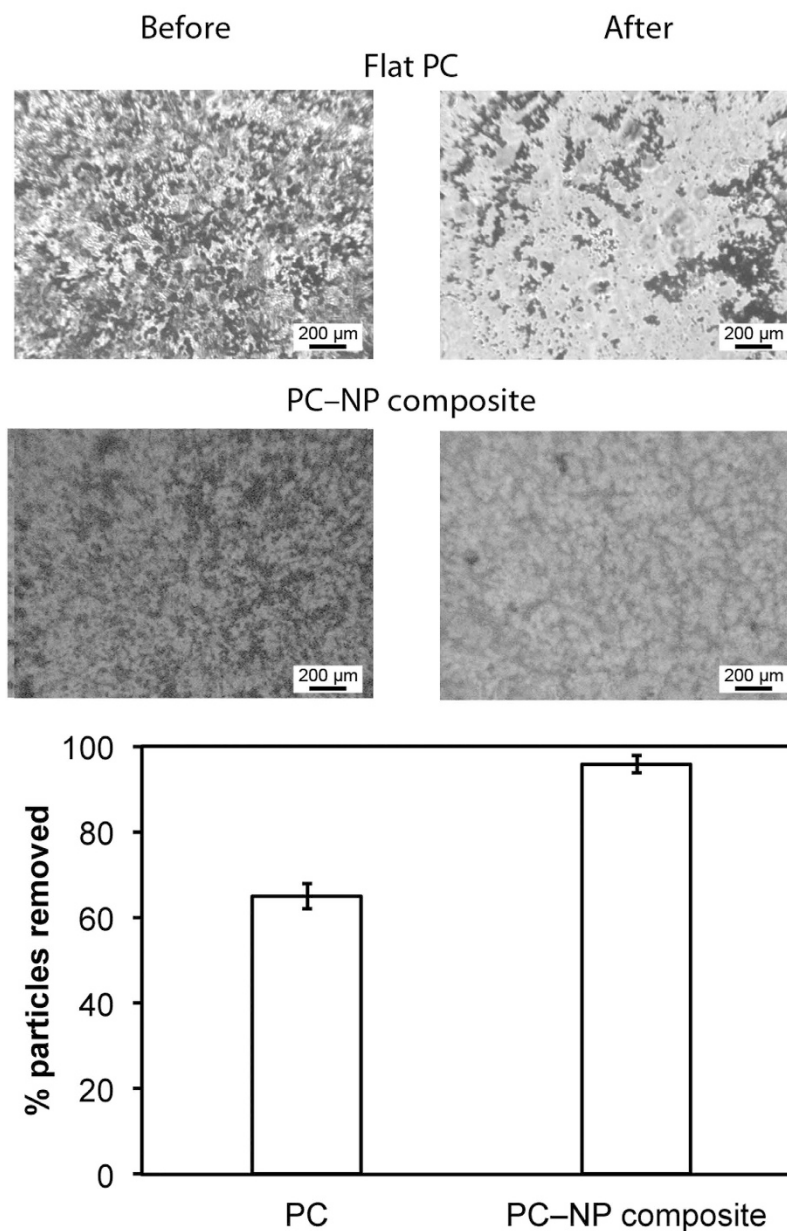 Before After
Flat PC
200 µm 200 µm
PC–NP composite
200 µm 200 µm
100
80
60
40
20
0
% particles removed
PC PC–NP composite